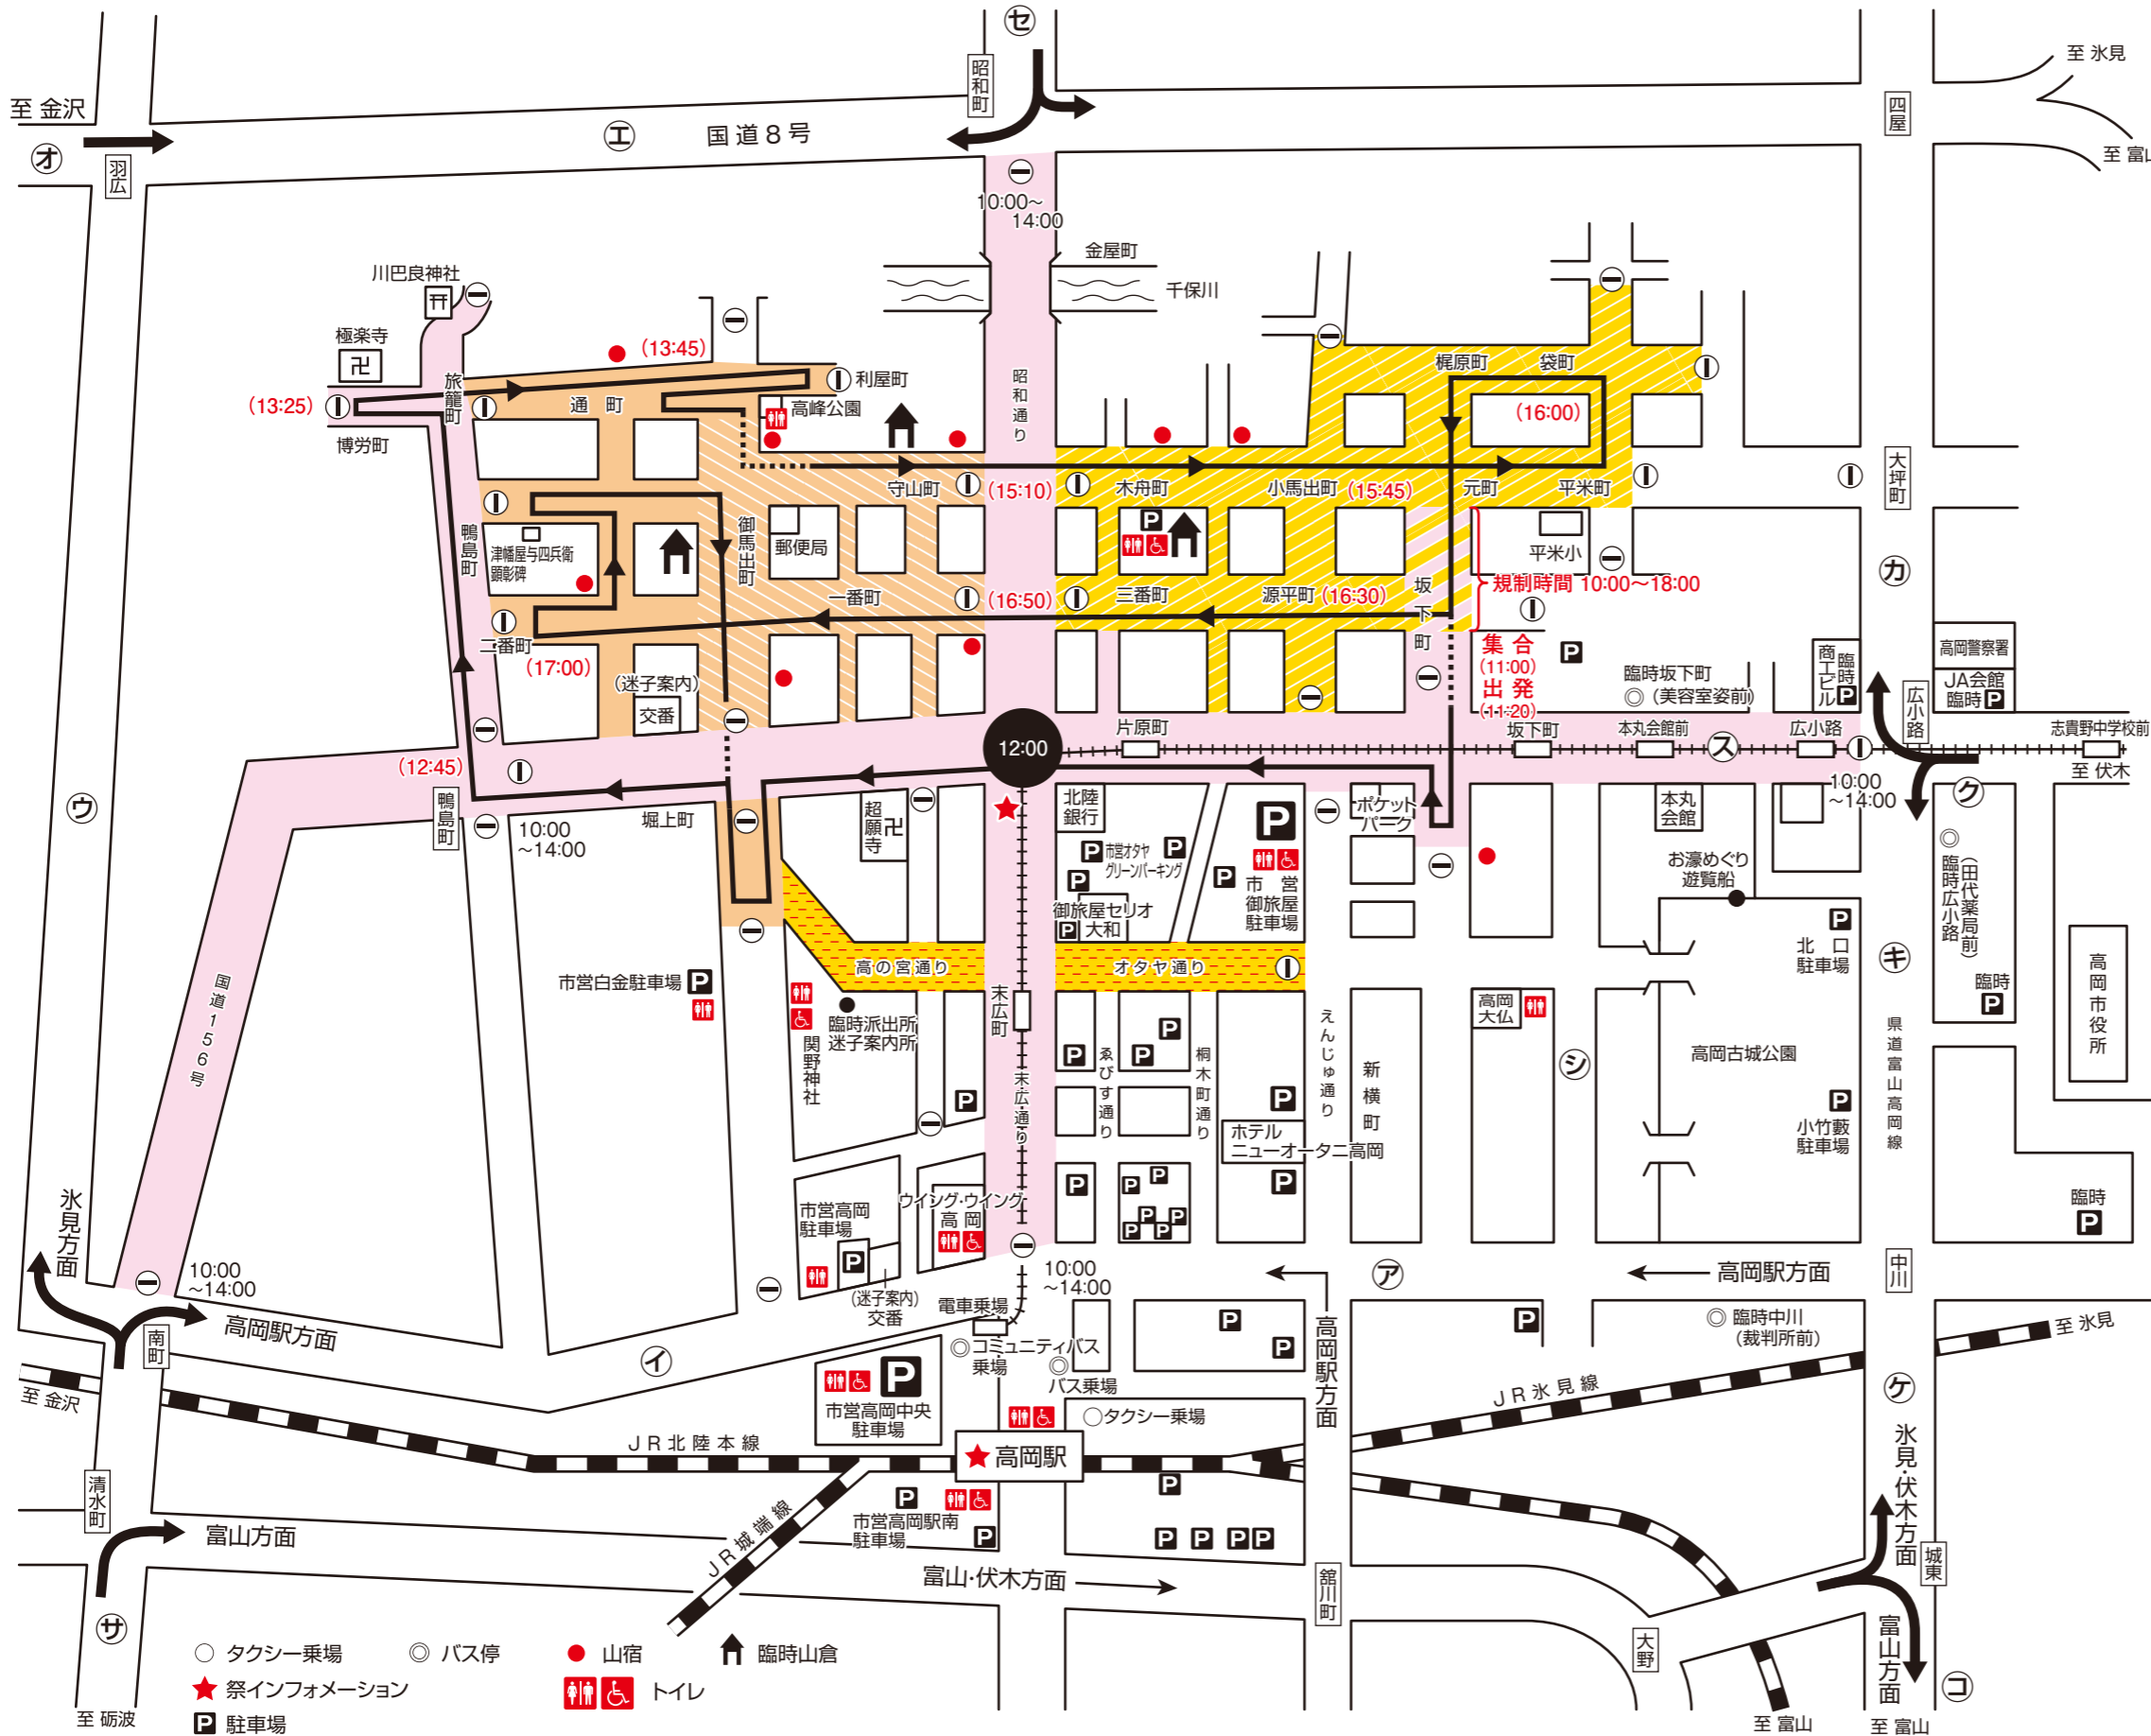 セ
昭和町
至 氷見
至 金沢
オ
羽広
エ
国道8号
四屋
至 富山
10:00〜
14:00
金屋町
千保川
川巴良神社
極楽寺
(13:25)
博労町
旅籠町
(13:45)
通町
利屋町
高峰公園
昭和通り
梶原町
袋町
(16:00)
守山町
(15:10)
木舟町
小馬出町
(15:45)
元町
平米町
大坪町
鴨島町
津幡屋与四兵衛
顕彰碑
御馬出町
郵便局
平米小
カ
規制時間 10:00〜18:00
一番町
(16:50)
三番町
源平町
(16:30)
坂下町
二番町
(17:00)
(迷子案内)
交番
集合
(11:00)
出発
(11:20)
P
臨時坂下町
◎(美容室姿前)
商工ビル
臨時
P
高岡警察署
JA会館
臨時 P
広小路
12:00
片原町
坂下町
本丸会館前
ス
広小路
志貴野中学校前
至 伏木
(12:45)
鴨島町
10:00
〜14:00
堀上町
超願寺
北陸
銀行
P 市営オタヤ
グリーンパーキング
P
御旅屋セリオ
大和
P
市営
御旅屋
駐車場
ポケット
パーク
本丸
会館
10:00
〜14:00
ク
お濠めぐり
遊覧船
◎臨時広小路
(田代薬局前)
ウ
国道156号
市営白金駐車場 P
高の宮通り
オタヤ通り
北口
駐車場
キ
臨時
P
高岡市役所
臨時派出所
迷子案内所
関野神社
末広町
末広通り
ゑびす通り
桐木町通り
えんじゅ通り
新横町
高岡
大仏
シ
高岡古城公園
県道富山高岡線
小竹藪
駐車場
ホテル
ニューオータニ高岡
ウイング・ウイング
高岡
市営高岡
駐車場
(迷子案内)
交番
臨時
P
氷見方面
10:00
〜14:00
南町
高岡駅方面
イ
10:00
〜14:00
電車乗場
◎コミュニティバス
乗場
◎
バス乗場
ア
高岡駅方面
高岡駅方面
中川
◎ 臨時中川
(裁判所前)
至 氷見
至 金沢
JR北陸本線
市営高岡中央
駐車場
○タクシー乗場
高岡駅
JR氷見線
ケ
氷見・伏木方面
清水町
富山方面
JR城端線
市営高岡駅南
駐車場
富山・伏木方面
舘川町
大野
城東
富山方面
コ
サ
至 砺波
至 富山
至 富山
○ タクシー乗場
◎ バス停
● 山宿
臨時山倉
★ 祭インフォメーション
トイレ
P 駐車場